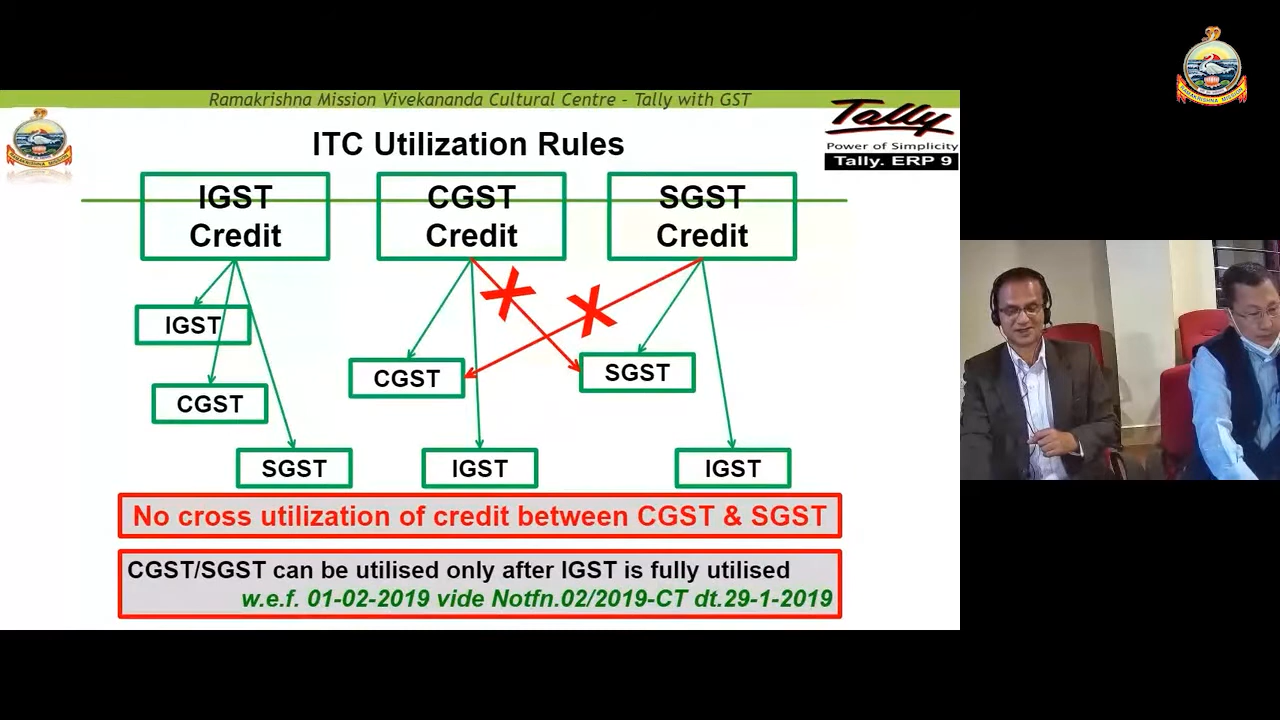 Ramakrishna Mission Vivekananda Cultural Centre - Tally with GST
Tally
Power of Simplicity
Tally. ERP 9
ITC Utilization Rules
IGST
Credit
CGST
Credit
SGST
Credit
IGST
CGST
SGST
CGST
IGST
SGST
IGST
No cross utilization of credit between CGST & SGST
CGST/SGST can be utilised only after IGST is fully utilised
w.e.f. 01-02-2019 vide Notfn.02/2019-CT dt.29-1-2019
RAMAKRISHNA MISSION